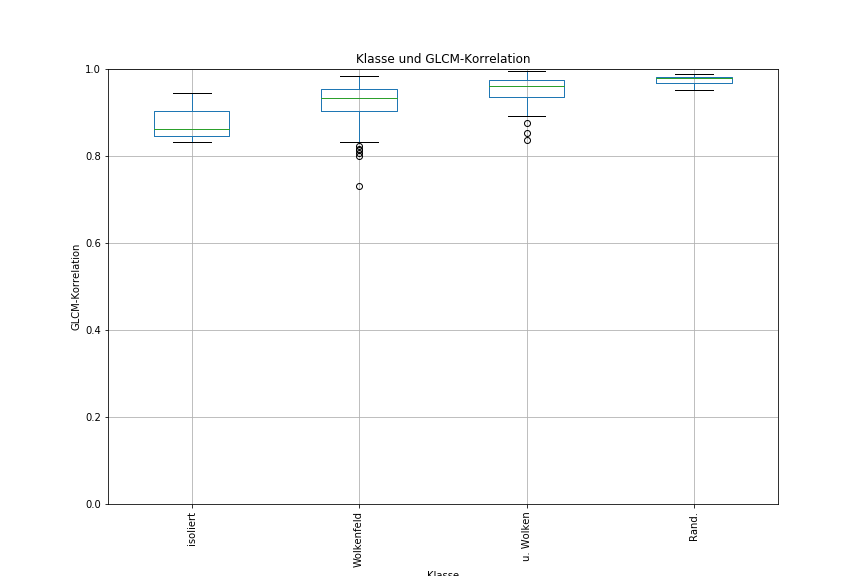 Klasse und GLCM-Korrelation
1.0
0.8
0.6
0.4
0.2
0.0
GLCM-Korrelation
isoliert
Wolkenfeld
u. Wolken
Rand.
Klasse